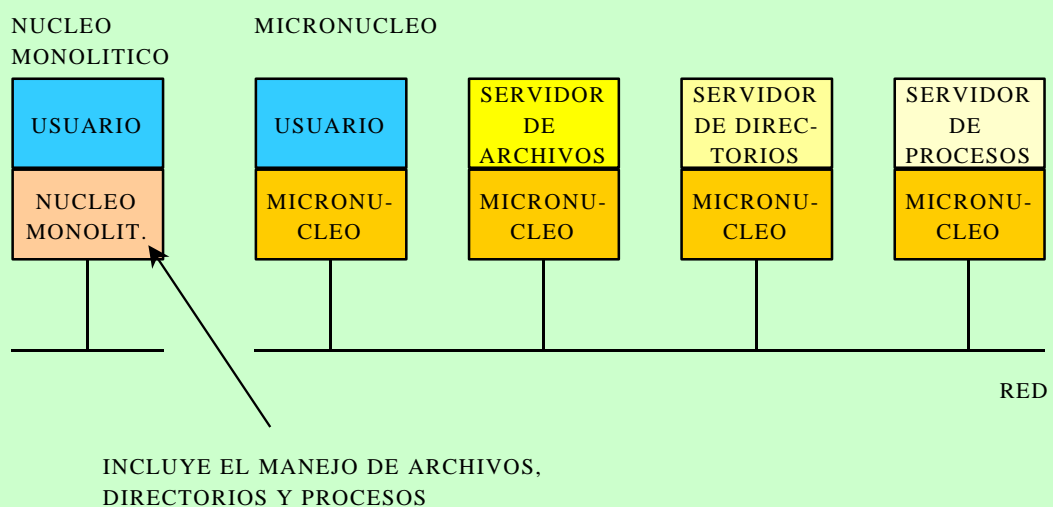 NUCLEO
MONOLITICO
MICRONUCLEO
USUARIO
NUCLEO
MONOLIT.
USUARIO
MICRONU-
CLEO
SERVIDOR
DE
ARCHIVOS
MICRONU-
CLEO
SERVIDOR
DE DIREC-
TORIOS
MICRONU-
CLEO
SERVIDOR
DE
PROCESOS
MICRONU-
CLEO
RED
INCLUYE EL MANEJO DE ARCHIVOS,
DIRECTORIOS Y PROCESOS